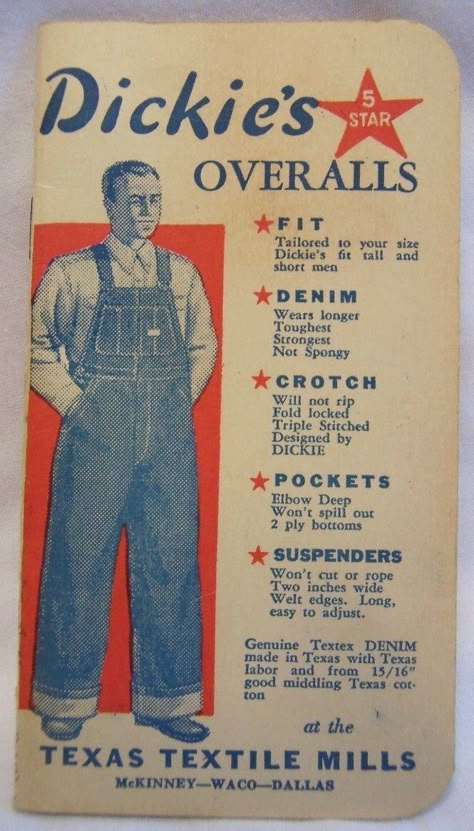 Dickie's
5
STAR
OVERALLS
FIT
Tailored to your size
Dickie's fit tall and
short men
DENIM
Wears longer
Toughest
Strongest
Not Spongy
CROTCH
Will not rip
Fold locked
Triple Stitched
Designed by
DICKIE
POCKETS
Elbow Deep
Won't spill out
2 ply bottoms
SUSPENDERS
Won't cut or rope
Two inches wide
Welt edges. Long,
easy to adjust.
Genuine Textex DENIM
made in Texas with Texas
labor and from 15/16"
good middling Texas cot-
ton
at the
TEXAS TEXTILE MILLS
McKINNEY—WACO—DALLAS